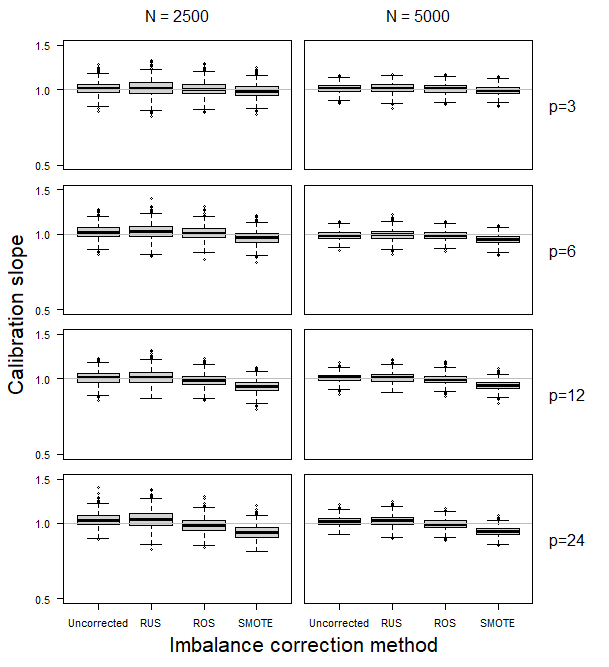 N = 2500
N = 5000
1.5
1.0
0.5
p=3
1.5
1.0
0.5
p=6
1.5
1.0
0.5
p=12
1.5
1.0
0.5
p=24
Calibration slope
Uncorrected RUS ROS SMOTE
Uncorrected RUS ROS SMOTE
Imbalance correction method